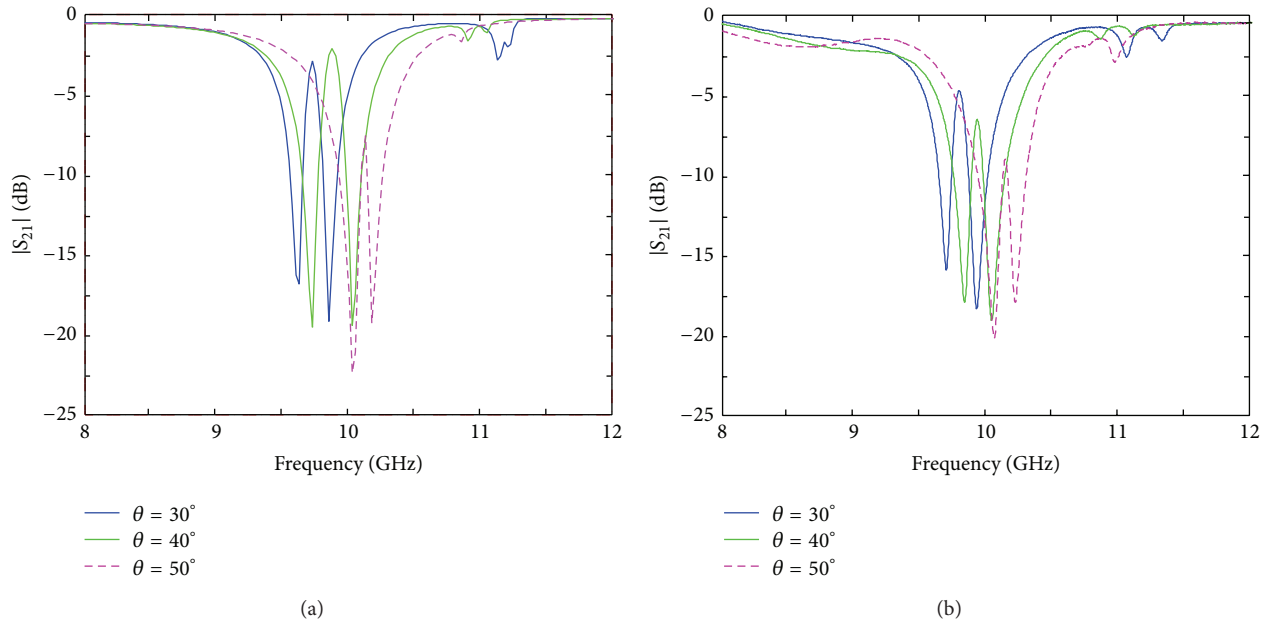 0
−5
−10
−15
−20
−25
|S21| (dB)
8
9
10
11
12
Frequency (GHz)
θ = 30°
θ = 40°
θ = 50°
(a)
0
−5
−10
−15
−20
−25
|S21| (dB)
8
9
10
11
12
Frequency (GHz)
θ = 30°
θ = 40°
θ = 50°
(b)